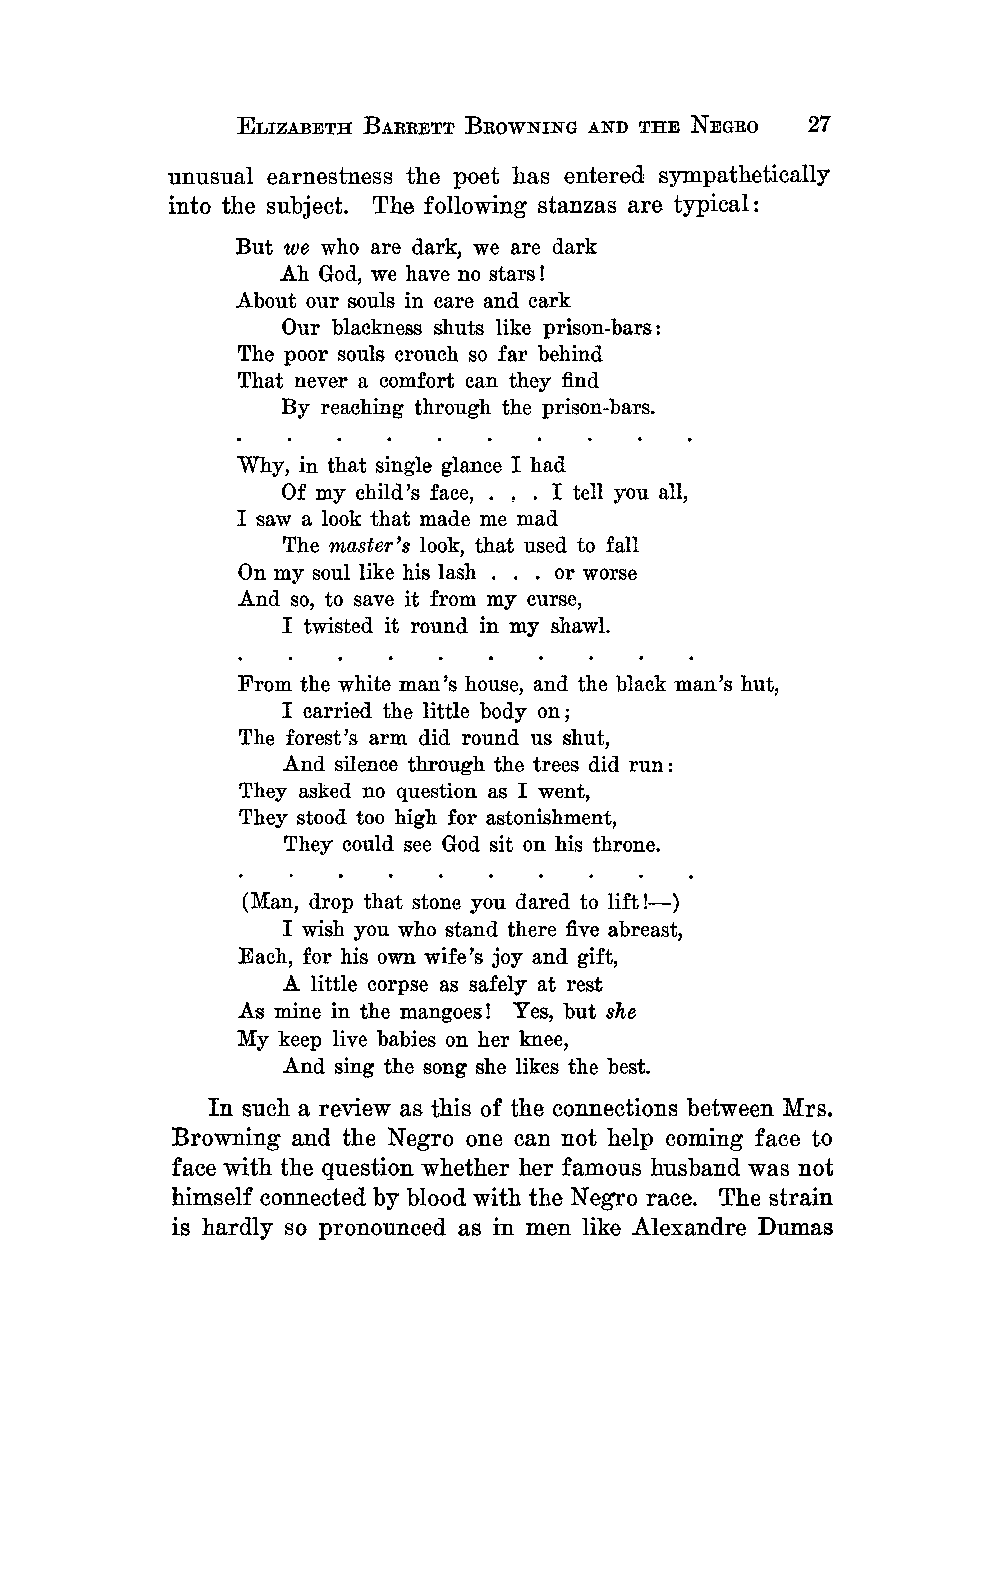 ELIZABETH BARRETT BROWNING AND THE NEGRO 27
unusual earnestness the poet has entered sympathetically
into the subject. The following stanzas are typical:
But we who are dark, we are dark
Ah God, we have no stars!
About our souls in care and cark
Our blackness shuts like prison-bars:
The poor souls crouch so far behind
That never a comfort can they find
By reaching through the prison-bars.
. . . . . . . . . .
Why, in that single glance I had
Of my child's face, . . . I tell you all,
I saw a look that made me mad
The master's look, that used to fall
On my soul like his lash . . . or worse
And so, to save it from my curse,
I twisted it round in my shawl.
. . . . . . . . . .
From the white man's house, and the black man's hut,
I carried the little body on;
The forest's arm did round us shut,
And silence through the trees did run:
They asked no question as I went,
They stood too high for astonishment,
They could see God sit on his throne.
. . . . . . . . . .
(Man, drop that stone you dared to lift!—)
I wish you who stand there five abreast,
Each, for his own wife's joy and gift,
A little corpse as safely at rest
As mine in the mangoes! Yes, but she
My keep live babies on her knee,
And sing the song she likes the best.
In such a review as this of the connections between Mrs.
Browning and the Negro one can not help coming face to
face with the question whether her famous husband was not
himself connected by blood with the Negro race. The strain
is hardly so pronounced as in men like Alexandre Dumas